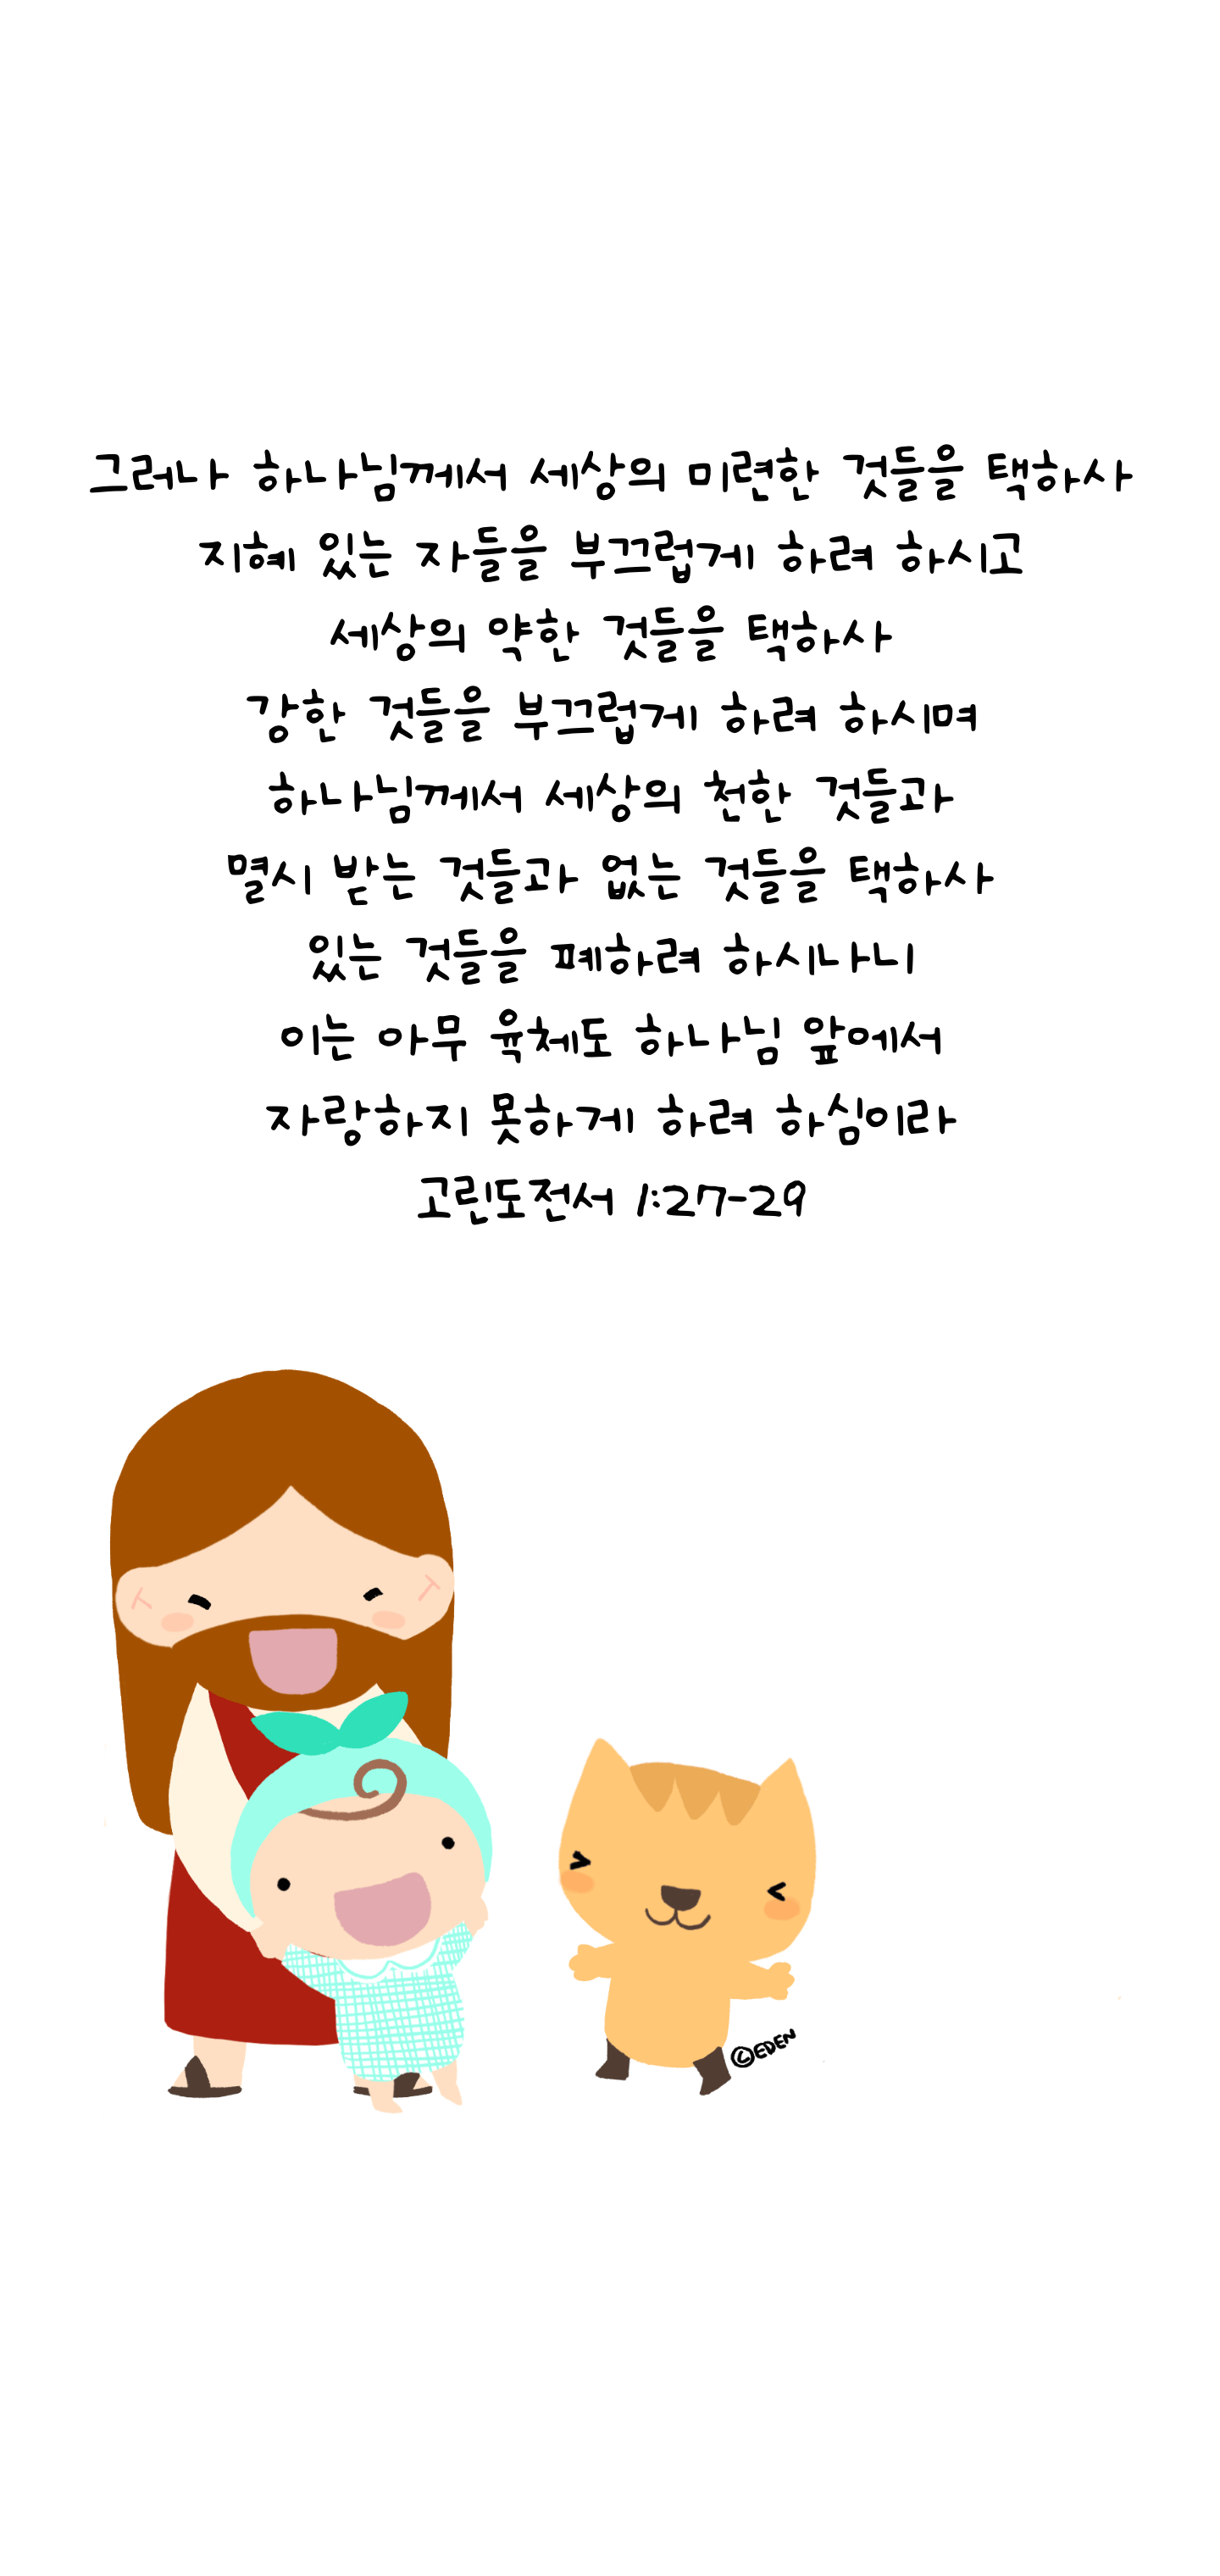 그러나 하나님께서 세상의 미련한 것들을 택하사
지혜 있는 자들을 부끄럽게 하려 하시고
세상의 약한 것들을 택하사
강한 것들을 부끄럽게 하려 하시며
하나님께서 세상의 천한 것들과
멸시 받는 것들과 없는 것들을 택하사
있는 것들을 폐하려 하시나니
이는 아무 육체도 하나님 앞에서
자랑하지 못하게 하려 하심이라
고린도전서 1:27-29
©EDEN